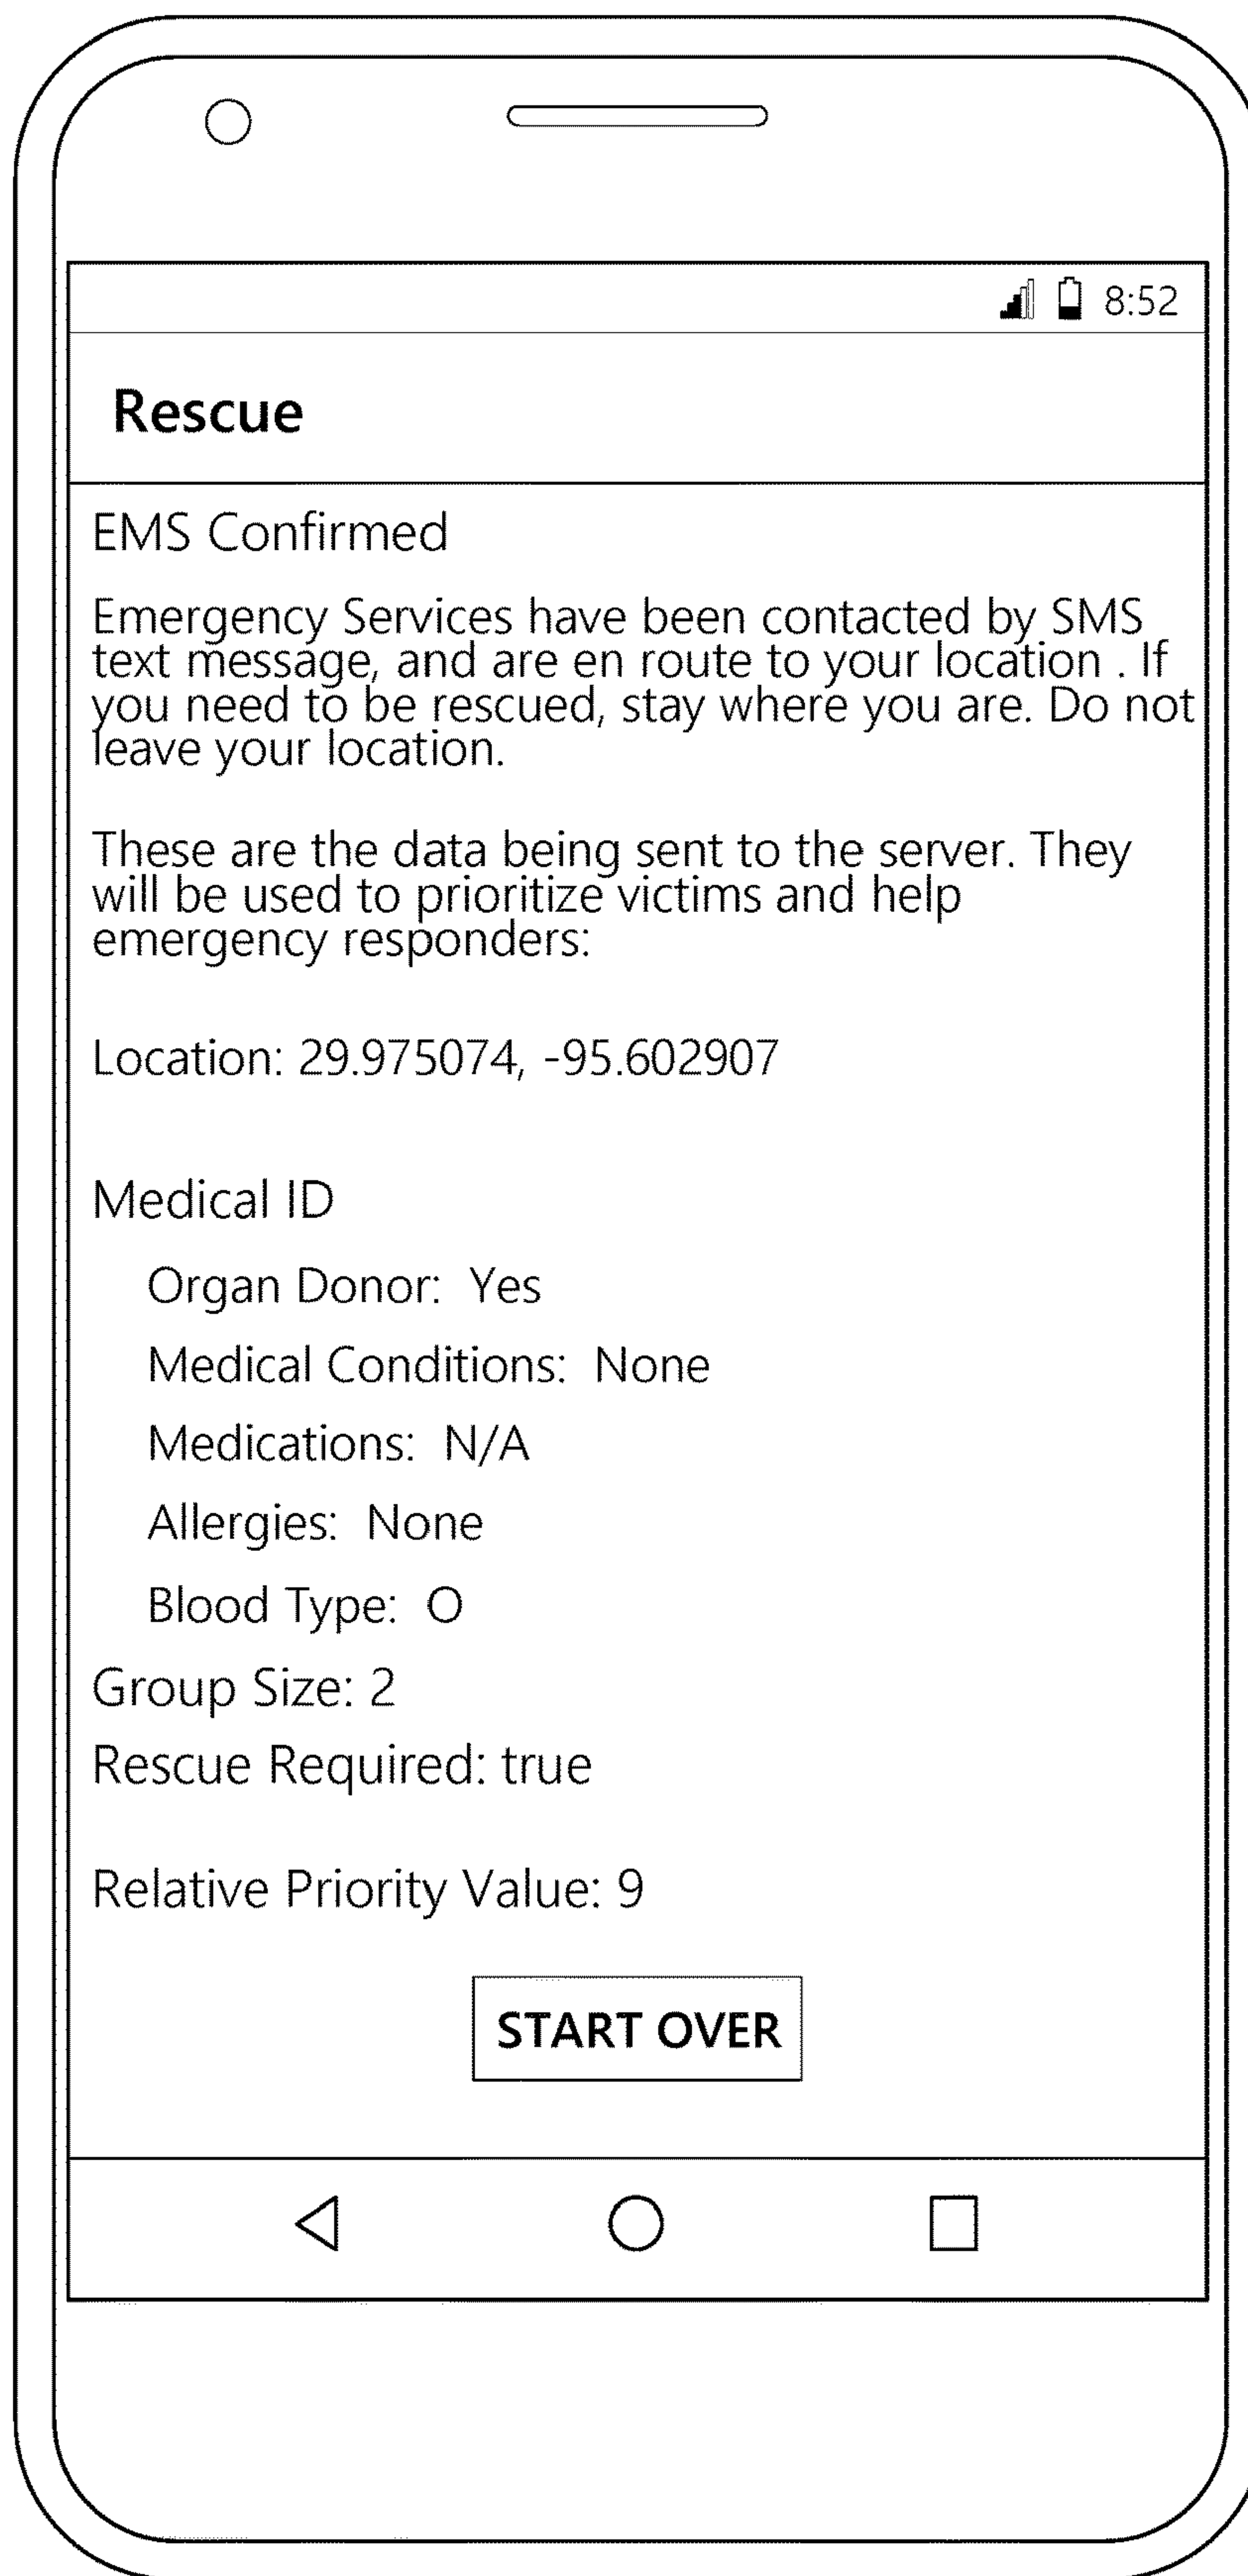 8:52
Rescue
EMS Confirmed
Emergency Services have been contacted by SMS
text message, and are en route to your location . If
you need to be rescued, stay where you are. Do not
leave your location.
These are the data being sent to the server. They
will be used to prioritize victims and help
emergency responders:
Location: 29.975074, -95.602907
Medical ID
Organ Donor: Yes
Medical Conditions: None
Medications: N/A
Allergies: None
Blood Type: O
Group Size: 2
Rescue Required: true
Relative Priority Value: 9
START OVER